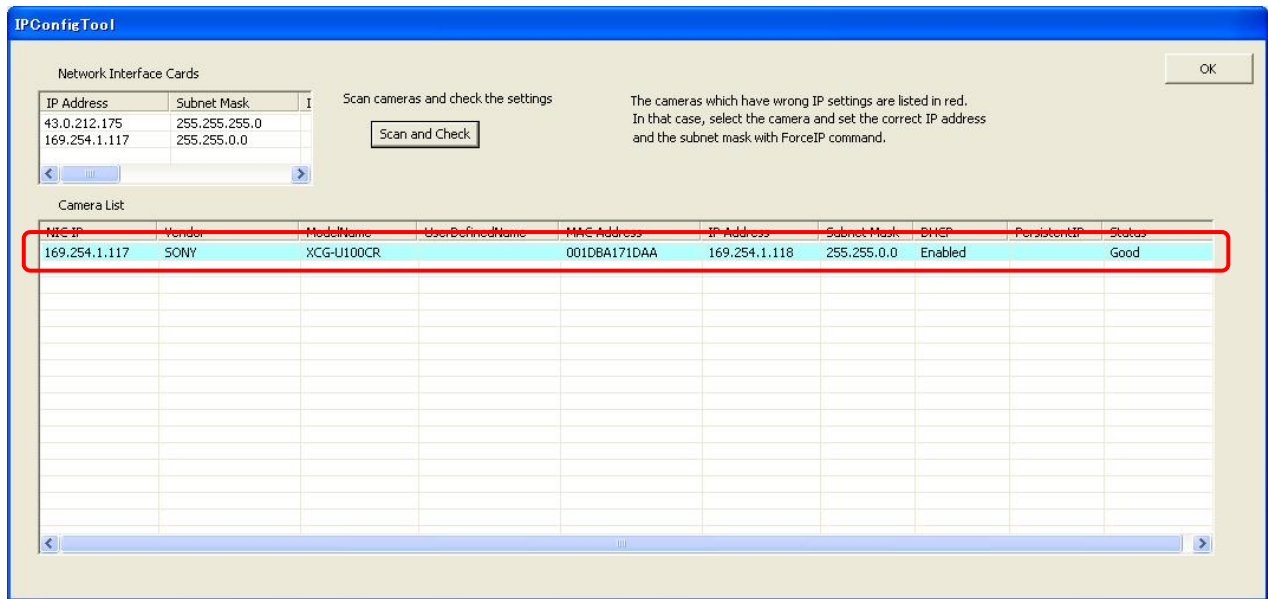 IPConfigTool
OK
Network Interface Cards
IP Address Subnet Mask I
43.0.212.175 255.255.255.0
169.254.1.117 255.255.0.0
Scan cameras and check the settings
Scan and Check
The cameras which have wrong IP settings are listed in red.
In that case, select the camera and set the correct IP address
and the subnet mask with ForceIP command.
Camera List
NIC IP Vendor ModelName UserDefinedName MAC Address IP Address Subnet Mask DHCP PersistentIP Status
169.254.1.117 SONY XCG-U100CR 001DBA171DAA 169.254.1.118 255.255.0.0 Enabled Good